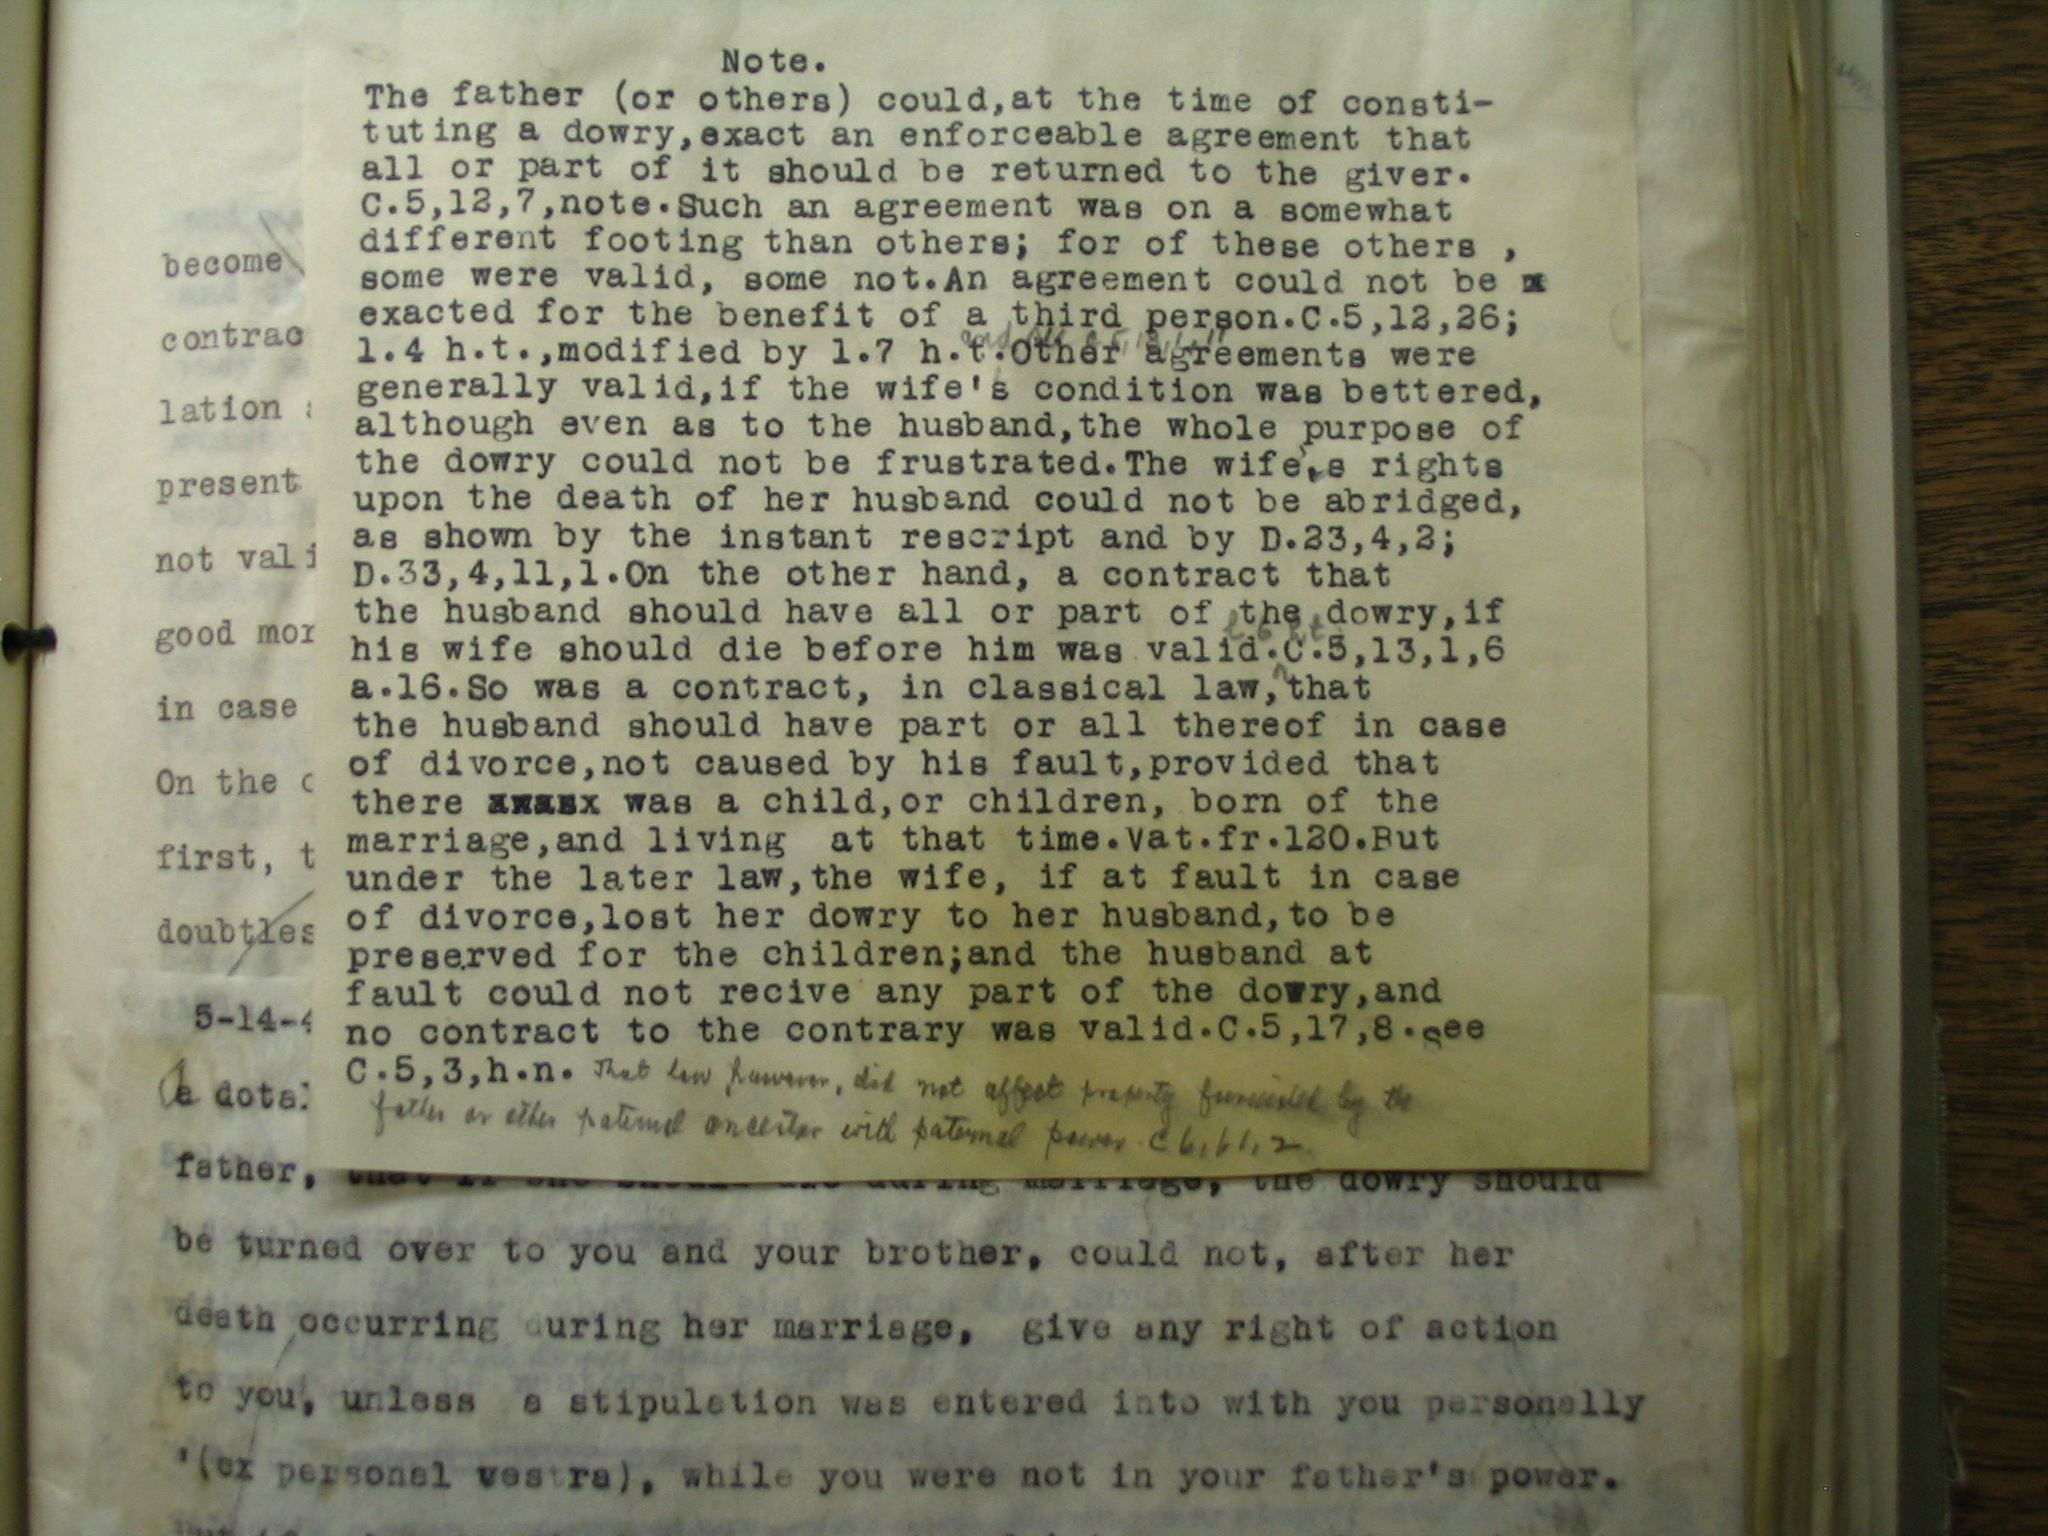 Note.
The father (or others) could,at the time of consti-
tuting a dowry,exact an enforceable agreement that
all or part of it should be returned to the giver.
C.5,12,7,note.Such an agreement was on a somewhat
different footing than others; for of these others ,
some were valid, some not.An agreement could not be x
exacted for the benefit of a third person.C.5,12,26;
l.4 h.t.,modified by l.7 h.t.Other agreements were
generally valid,if the wife's condition was bettered,
although even as to the husband,the whole purpose of
the dowry could not be frustrated.The wife,s rights
upon the death of her husband could not be abridged,
as shown by the instant rescript and by D.23,4,2;
D.33,4,11,1.On the other hand, a contract that
the husband should have all or part of the dowry,if
l.6 h.t.
his wife should die before him was valid.C.5,13,1,6
a.16.So was a contract, in classical law,that
the husband should have part or all thereof in case
of divorce,not caused by his fault,provided that
there was a child,or children, born of the
marriage,and living at that time.Vat.fr.120.But
under the later law,the wife, if at fault in case
of divorce,lost her dowry to her husband,to be
preserved for the children;and the husband at
fault could not recive any part of the dowry,and
no contract to the contrary was valid.C.5,17,8.See
C.5,3,h.n. That law, however, did not affect property furnished by the
father or other paternal ancestor with paternal power. C 6,61,2.
become
contrac
lation
present
not vali
good mor
in case
On the
first, t
doubtles
5-14-4
a dotal
father, that if she should die during marriage, the dowry should
be turned over to you and your brother, could not, after her
death occurring during her marriage, give any right of action
to you, unless a stipulation was entered into with you personally
'(ex personal vestra), while you were not in your father's power.